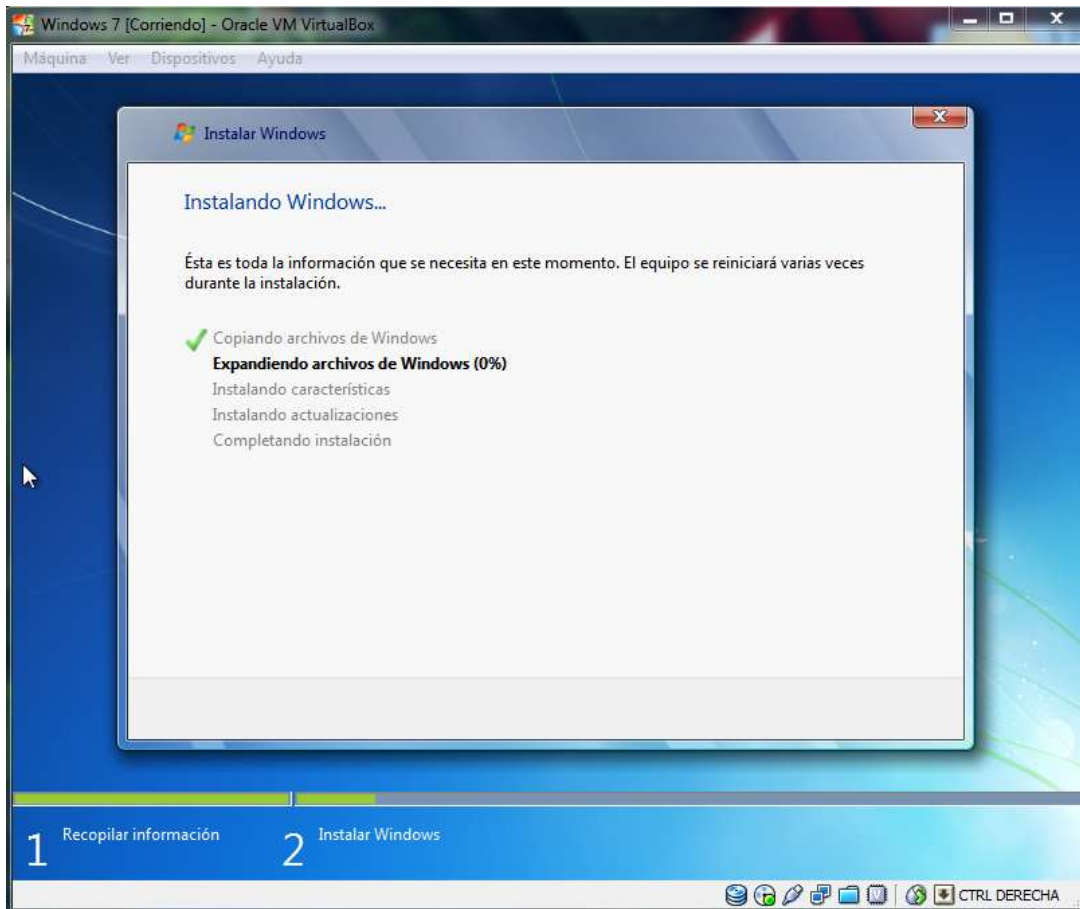 Windows 7 [Corriendo] - Oracle VM VirtualBox
Máquina Ver Dispositivos Ayuda
Instalar Windows
Instalando Windows...
Ésta es toda la información que se necesita en este momento. El equipo se reiniciará varias veces
durante la instalación.
Copiando archivos de Windows
Expandiendo archivos de Windows (0%)
Instalando características
Instalando actualizaciones
Completando instalación
1 Recopilar información 2 Instalar Windows
CTRL DERECHA